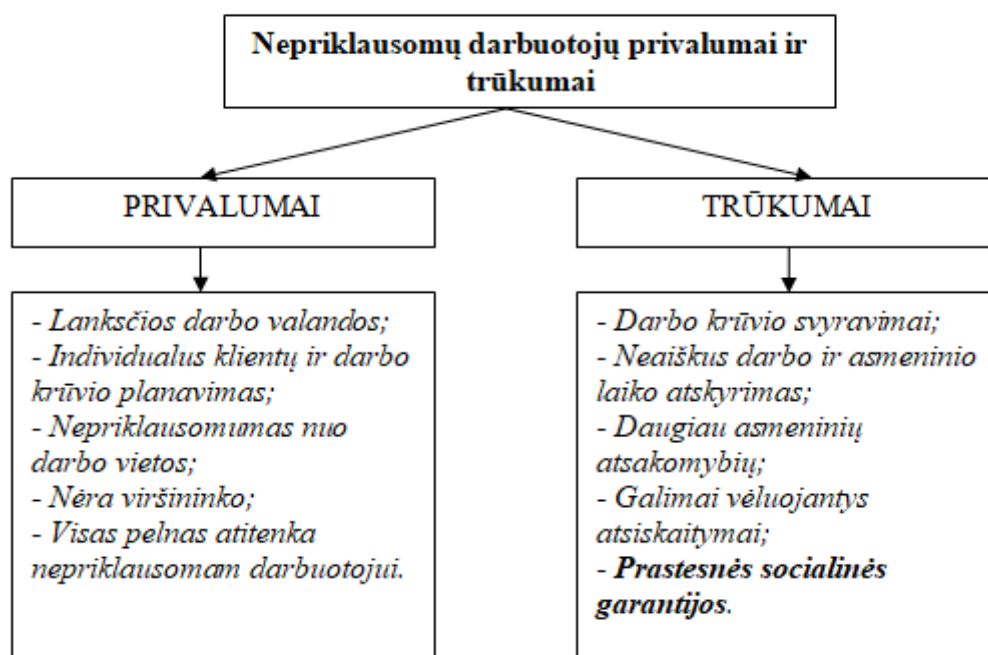 Nepriklausomų darbuotojų privalumai ir
trūkumai
PRIVALUMAI
- Lanksčios darbo valandos;
- Individualus klientų ir darbo
krūvio planavimas;
- Nepriklausomumas nuo
darbo vietos;
- Nėra viršininko;
- Visas pelnas atitenka
nepriklausomam darbuotojui.
TRŪKUMAI
- Darbo krūvio svyravimai;
- Neaiškus darbo ir asmeninio
laiko atskyrimas;
- Daugiau asmeninių
atsakomybių;
- Galimai vėluojantys
atsiskaitymai;
- Prastesnės socialinės
garantijos.